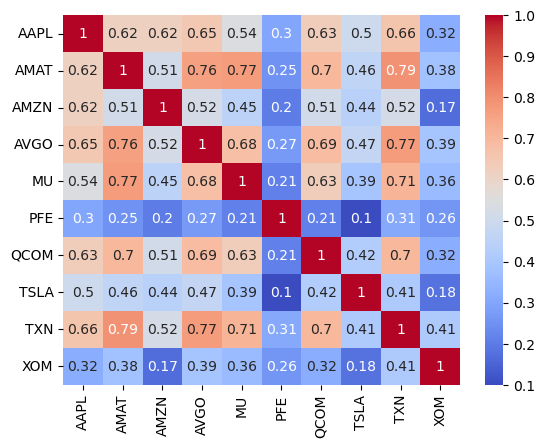 AAPL 1 0.62 0.62 0.65 0.54 0.3 0.63 0.5 0.66 0.32
AMAT 0.62 1 0.51 0.76 0.77 0.25 0.7 0.46 0.79 0.38
AMZN 0.62 0.51 1 0.52 0.45 0.2 0.51 0.44 0.52 0.17
AVGO 0.65 0.76 0.52 1 0.68 0.27 0.69 0.47 0.77 0.39
MU 0.54 0.77 0.45 0.68 1 0.21 0.63 0.39 0.71 0.36
PFE 0.3 0.25 0.2 0.27 0.21 1 0.21 0.1 0.31 0.26
QCOM 0.63 0.7 0.51 0.69 0.63 0.21 1 0.42 0.7 0.32
TSLA 0.5 0.46 0.44 0.47 0.39 0.1 0.42 1 0.41 0.18
TXN 0.66 0.79 0.52 0.77 0.71 0.31 0.7 0.41 1 0.41
XOM 0.32 0.38 0.17 0.39 0.36 0.26 0.32 0.18 0.41 1
AAPL AMAT AMZN AVGO MU PFE QCOM TSLA TXN XOM
1.0
0.9
0.8
0.7
0.6
0.5
0.4
0.3
0.2
0.1